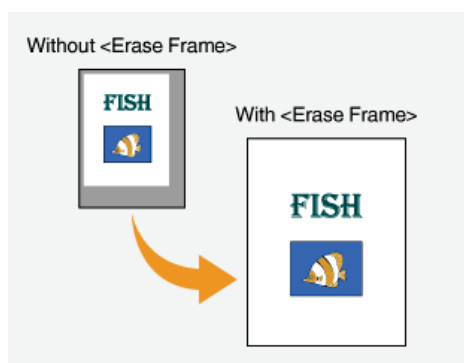 Without <Erase Frame>
FISH
With <Erase Frame>
FISH